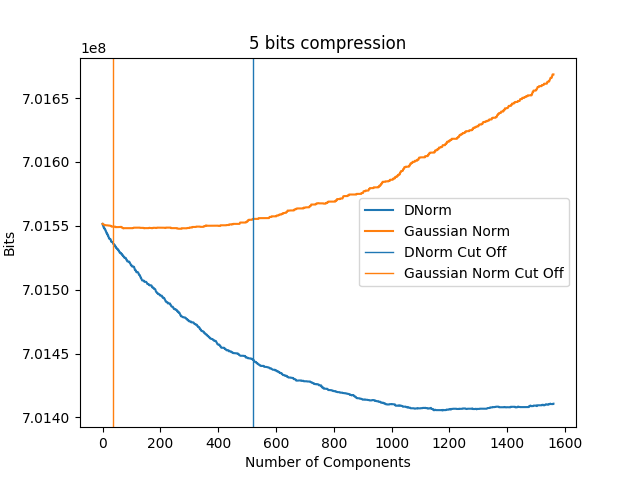 5 bits compression
1e8
7.0165
7.0160
7.0155
7.0150
7.0145
7.0140
Bits
DNorm
Gaussian Norm
DNorm Cut Off
Gaussian Norm Cut Off
0 200 400 600 800 1000 1200 1400 1600
Number of Components